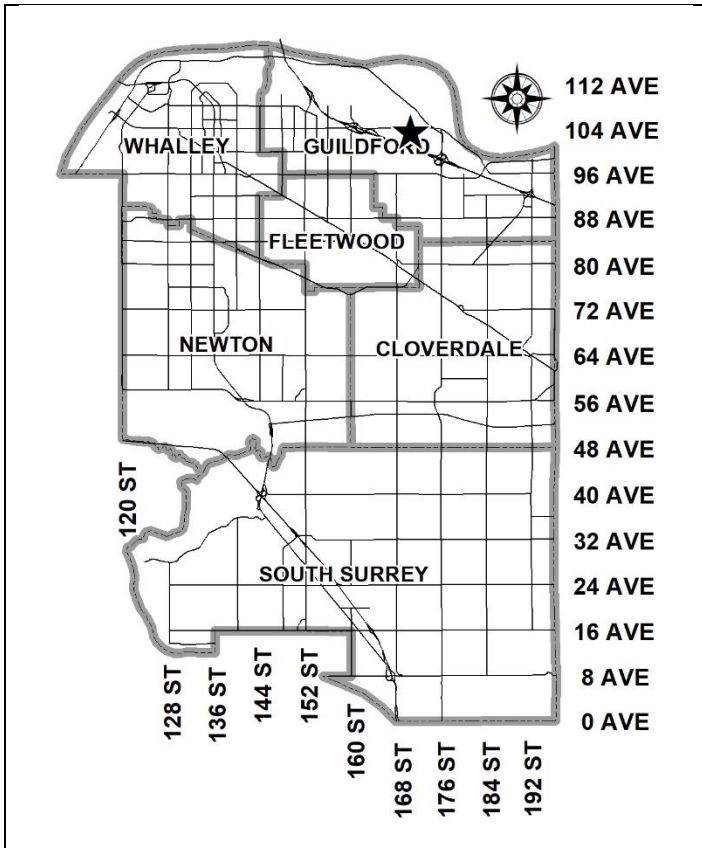 112 AVE
104 AVE
WHALLEY
GUILDFORD
96 AVE
88 AVE
FLEETWOOD
80 AVE
72 AVE
NEWTON
CLOVERDALE
64 AVE
56 AVE
48 AVE
120 ST
40 AVE
32 AVE
SOUTH SURREY
24 AVE
16 AVE
8 AVE
0 AVE
128 ST
136 ST
144 ST
152 ST
160 ST
168 ST
176 ST
184 ST
192 ST